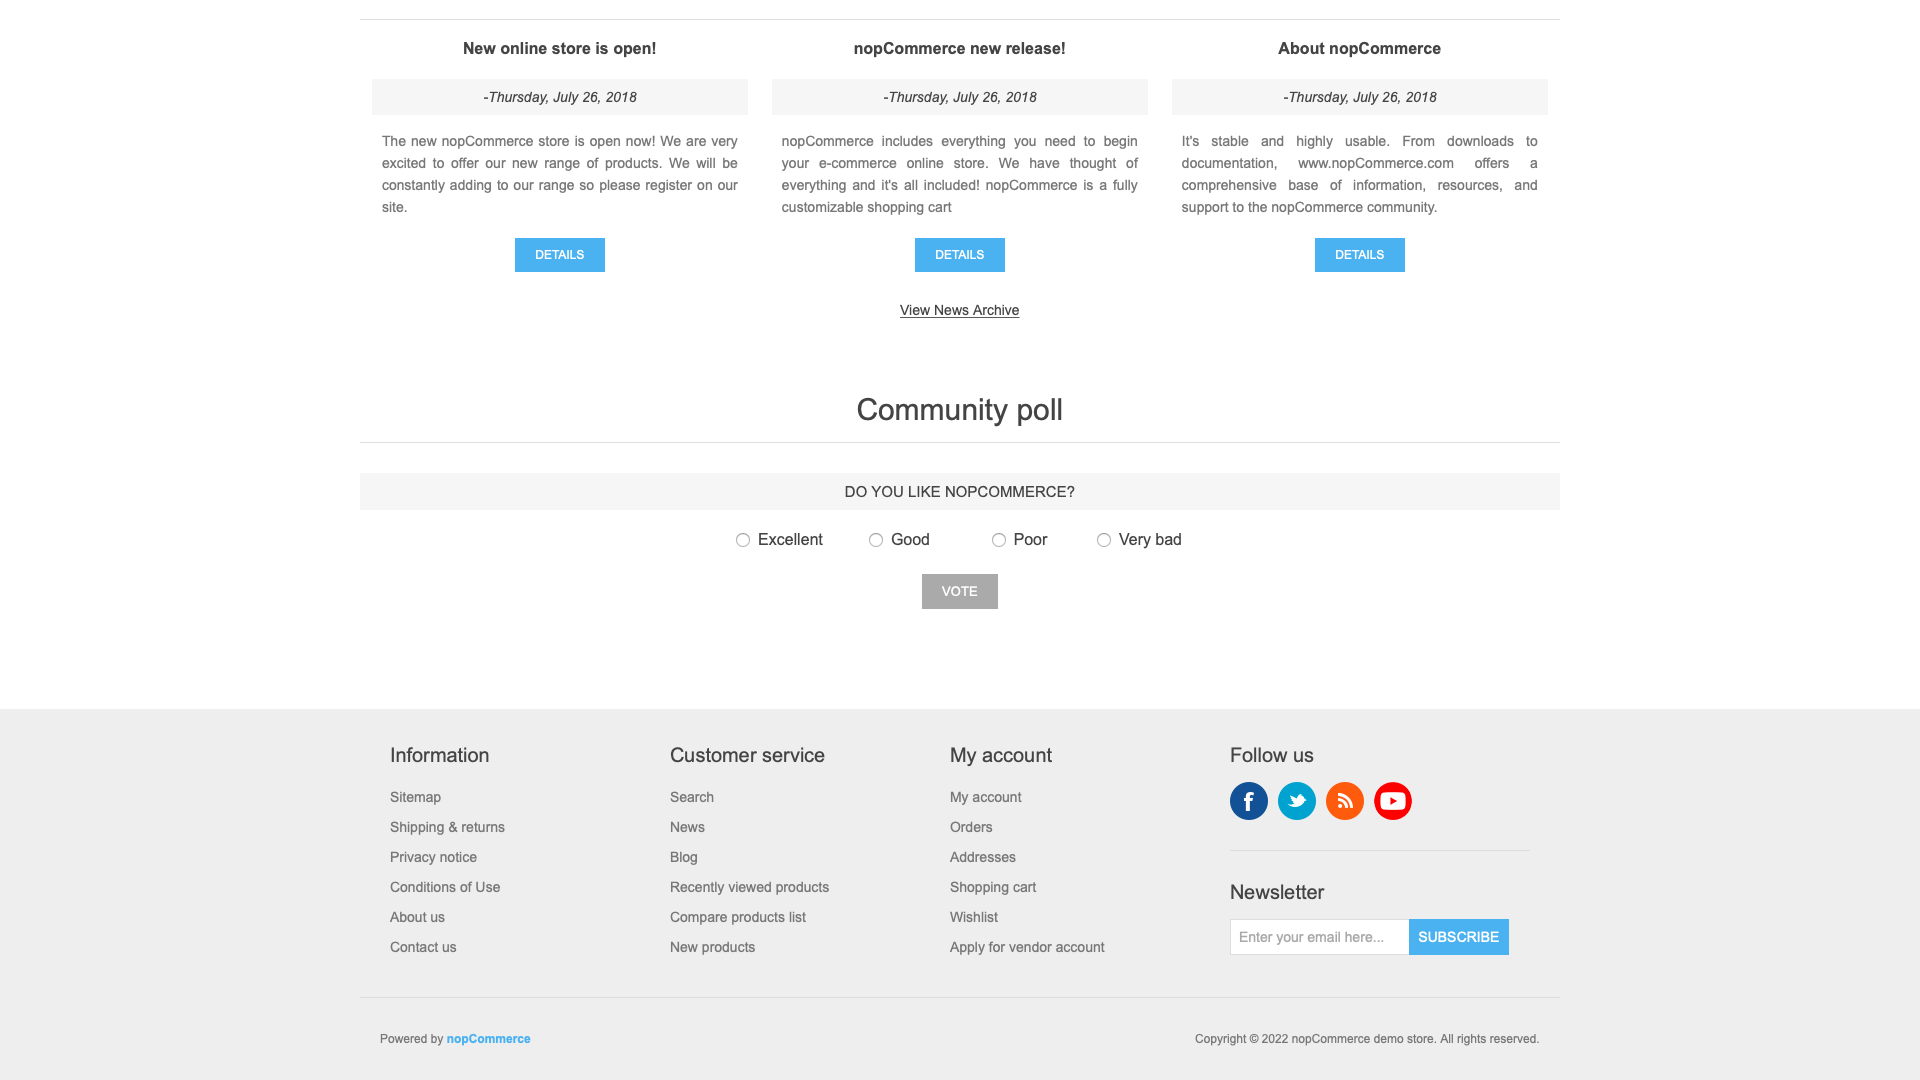 New online store is open!
-Thursday, July 26, 2018
The new nopCommerce store is open now! We are very
excited to offer our new range of products. We will be
constantly adding to our range so please register on our
site.
DETAILS
nopCommerce new release!
-Thursday, July 26, 2018
nopCommerce includes everything you need to begin
your e-commerce online store. We have thought of
everything and it's all included! nopCommerce is a fully
customizable shopping cart
DETAILS
About nopCommerce
-Thursday, July 26, 2018
It's stable and highly usable. From downloads to
documentation, www.nopCommerce.com offers a
comprehensive base of information, resources, and
support to the nopCommerce community.
DETAILS
View News Archive
Community poll
DO YOU LIKE NOPCOMMERCE?
Excellent Good Poor Very bad
VOTE
Information
Sitemap
Shipping & returns
Privacy notice
Conditions of Use
About us
Contact us
Customer service
Search
News
Blog
Recently viewed products
Compare products list
New products
My account
My account
Orders
Addresses
Shopping cart
Wishlist
Apply for vendor account
Follow us
Newsletter
Enter your email here...
SUBSCRIBE
Powered by nopCommerce
Copyright © 2022 nopCommerce demo store. All rights reserved.